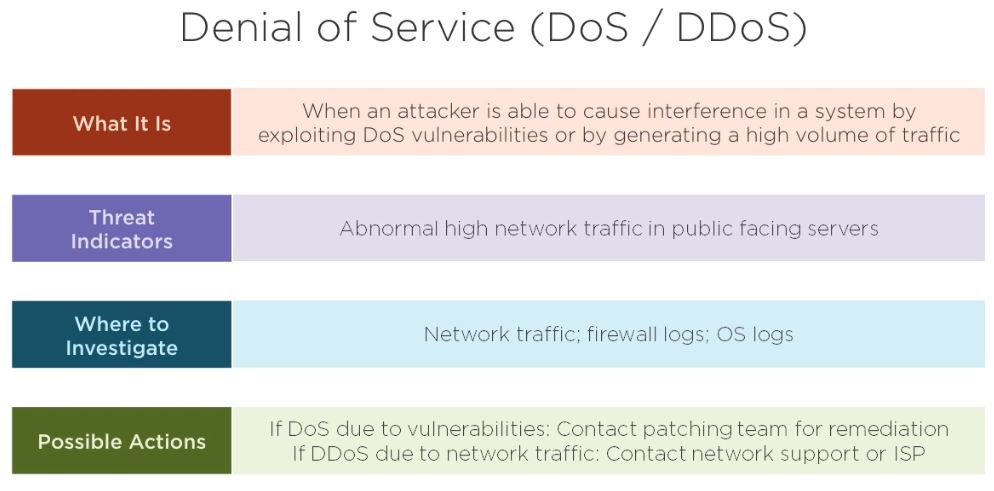 Denial of Service (DoS / DDoS)
What It Is
When an attacker is able to cause interference in a system by
exploiting DoS vulnerabilities or by generating a high volume of traffic
Threat
Indicators
Abnormal high network traffic in public facing servers
Where to
Investigate
Network traffic; firewall logs; OS logs
Possible Actions
If DoS due to vulnerabilities: Contact patching team for remediation
If DDoS due to network traffic: Contact network support or ISP